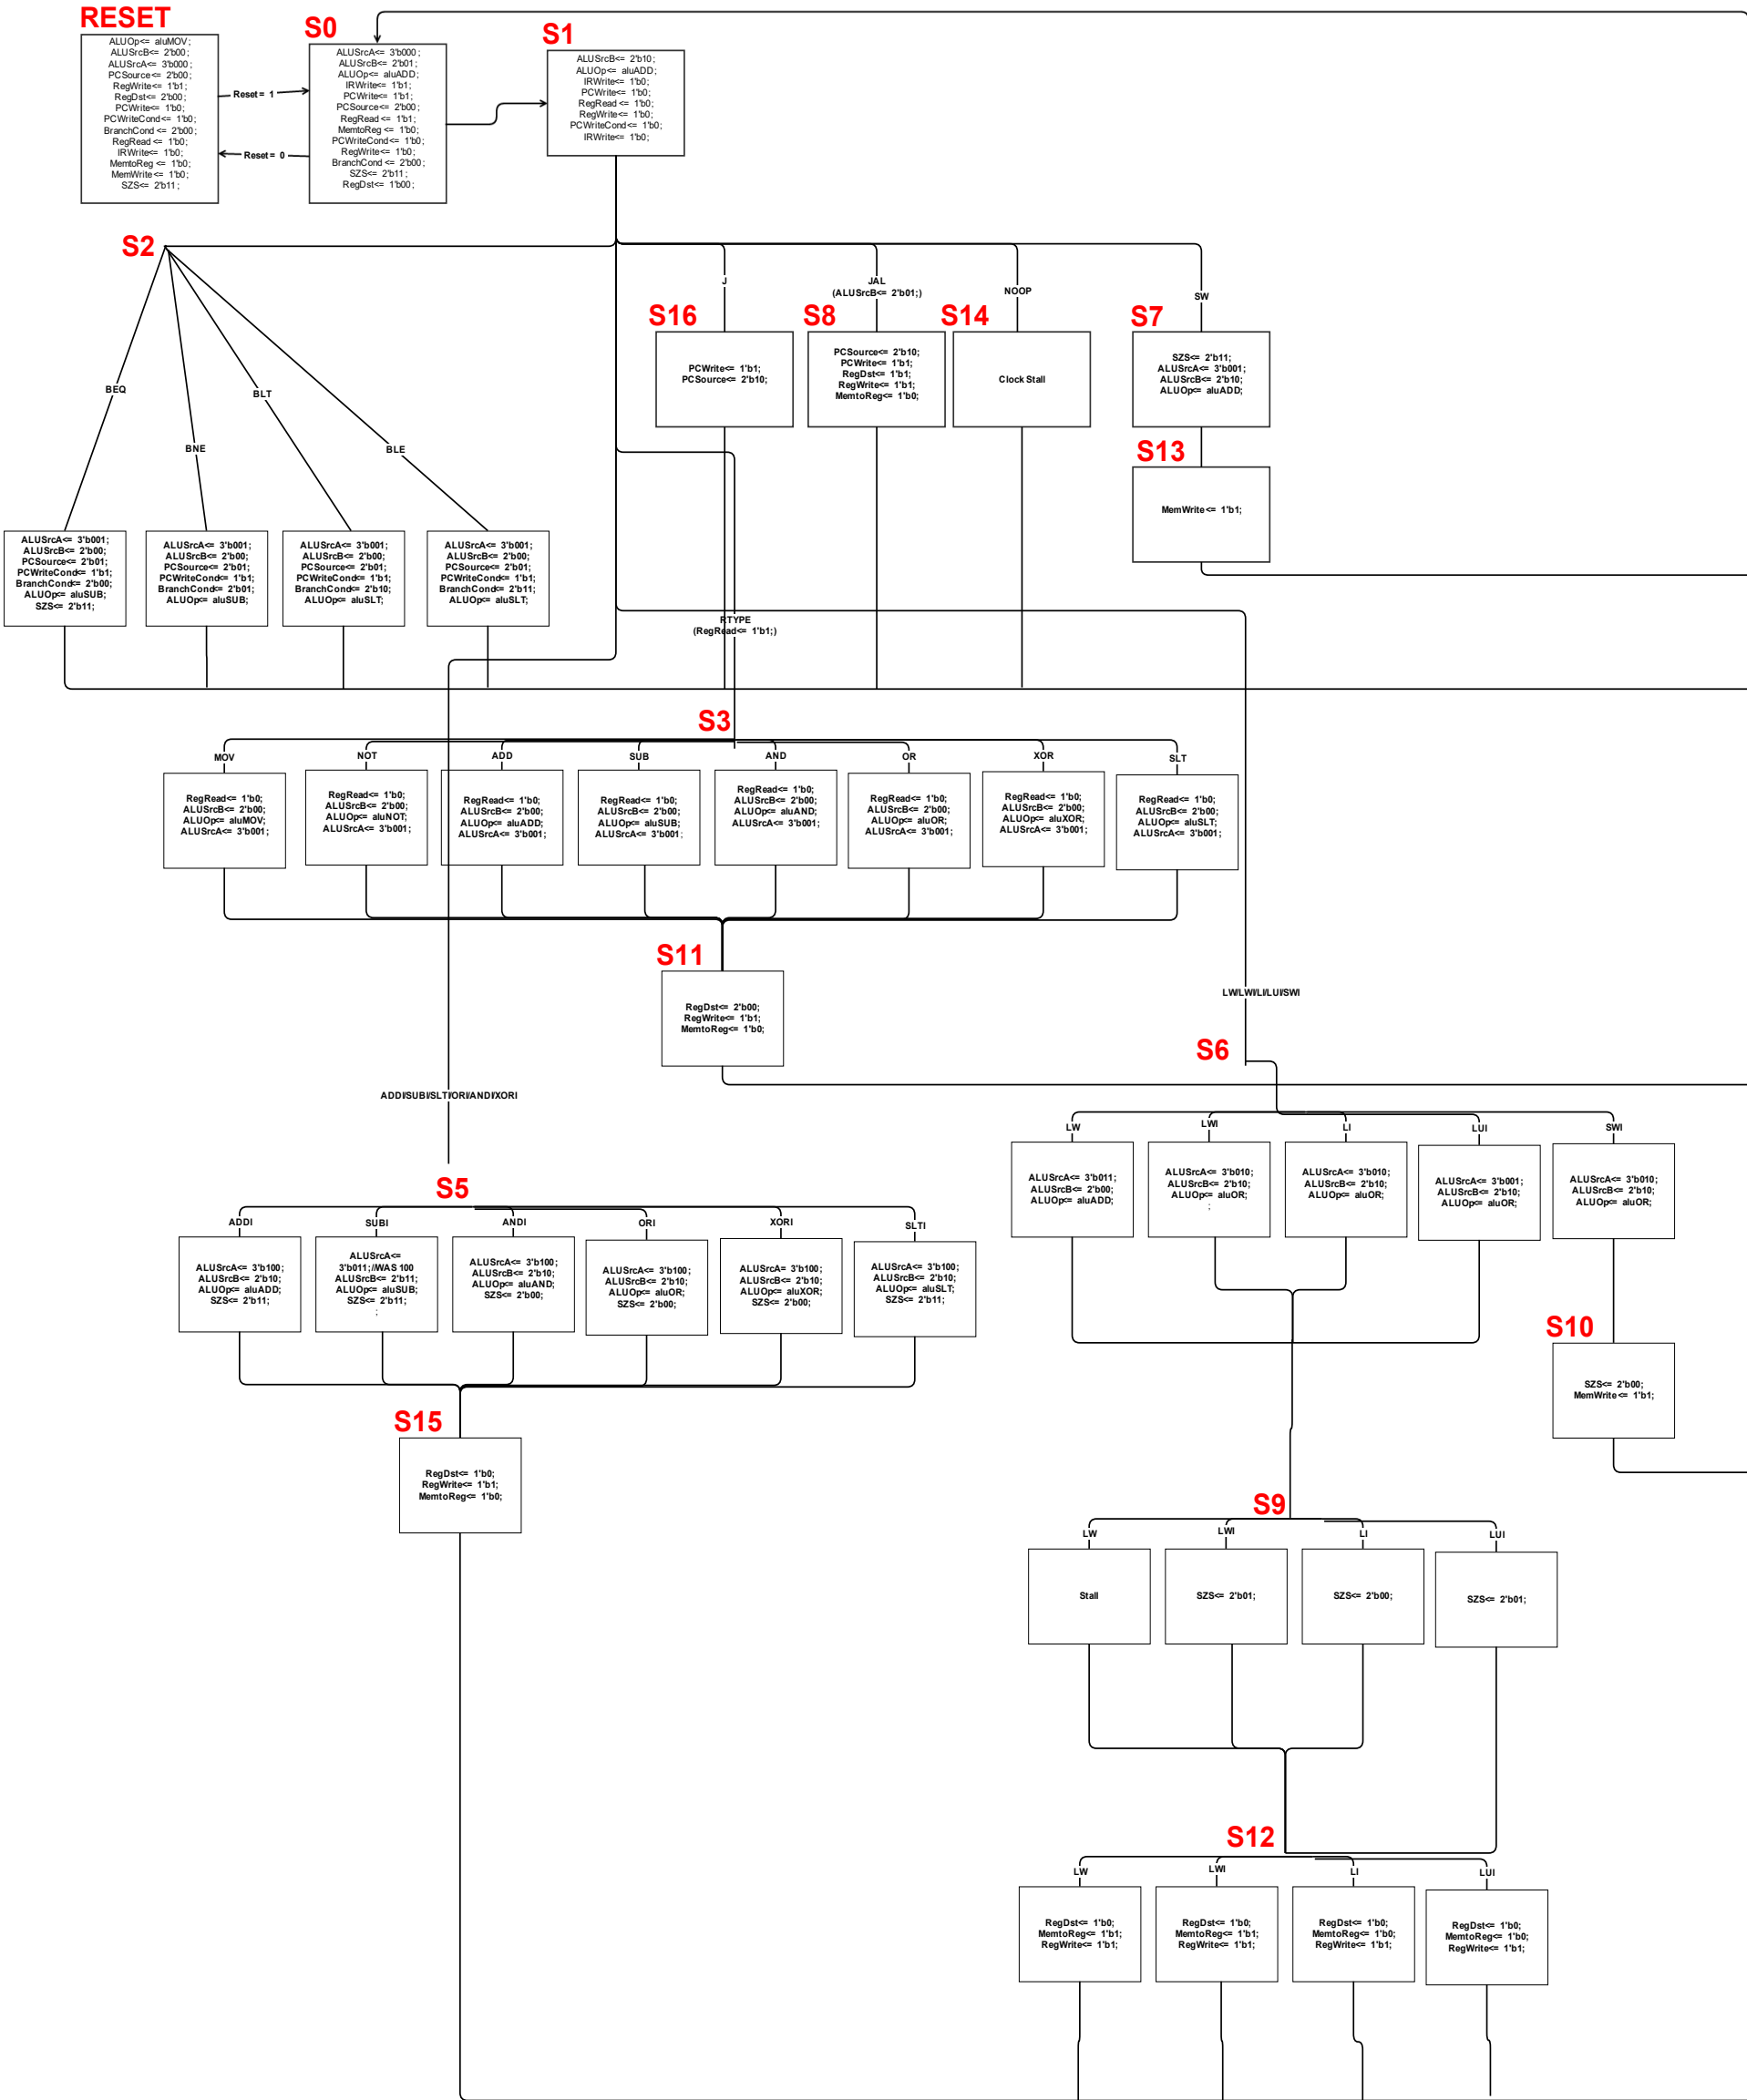 RESET
ALUOp<= aluMOV;
ALUSrcB<= 2'b00;
ALUSrcA<= 3'b000;
PCSource<= 2'b00;
RegWrite<= 1'b1;
RegDst<= 2'b00;
PCWrite<= 1'b0;
PCWriteCond<= 1'b0;
BranchCond <= 2'b00;
RegRead <= 1'b0;
IRWrite<= 1'b0;
MemtoReg <= 1'b0;
MemWrite<= 1'b0;
SZS<= 2'b11;
Reset= 1
Reset= 0
S0
ALUSrcA<= 3'b000;
ALUSrcB<= 2'b01;
ALUOp<= aluADD;
IRWrite<= 1'b1;
PCWrite<= 1'b1;
PCSource<= 2'b00;
RegRead <= 1'b1;
MemtoReg <= 1'b0;
PCWriteCond<= 1'b0;
RegWrite<= 1'b0;
BranchCond <= 2'b00;
SZS<= 2'b11;
RegDst<= 1'b00;
S1
ALUSrcB<= 2'b10;
ALUOp<= aluADD;
IRWrite<= 1'b0;
PCWrite<= 1'b0;
RegRead <= 1'b0;
RegWrite<= 1'b0;
PCWriteCond<= 1'b0;
IRWrite<= 1'b0;
S2
BEQ
BNE
BLT
BLE
ALUSrcA<= 3'b001;
ALUSrcB<= 2'b00;
PCSource<= 2'b01;
PCWriteCond<= 1'b1;
BranchCond<= 2'b00;
ALUOp<= aluSUB;
SZS<= 2'b11;
ALUSrcA<= 3'b001;
ALUSrcB<= 2'b00;
PCSource<= 2'b01;
PCWriteCond<= 1'b1;
BranchCond<= 2'b01;
ALUOp<= aluSUB;
ALUSrcA<= 3'b001;
ALUSrcB<= 2'b00;
PCSource<= 2'b01;
PCWriteCond<= 1'b1;
BranchCond<= 2'b10;
ALUOp<= aluSLT;
ALUSrcA<= 3'b001;
ALUSrcB<= 2'b00;
PCSource<= 2'b01;
PCWriteCond<= 1'b1;
BranchCond<= 2'b11;
ALUOp<= aluSLT;
J
S16
PCWrite<= 1'b1;
PCSource<= 2'b10;
JAL
(ALUSrcB<= 2'b01;)
S8
PCSource<= 2'b10;
PCWrite<= 1'b1;
RegDst<= 1'b1;
RegWrite<= 1'b1;
MemtoReg<= 1'b0;
NOOP
S14
Clock Stall
SW
S7
SZS<= 2'b11;
ALUSrcA<= 3'b001;
ALUSrcB<= 2'b10;
ALUOp<= aluADD;
S13
MemWrite<= 1'b1;
RTYPE
(RegRead<= 1'b1;)
S3
MOV
NOT
ADD
SUB
AND
OR
XOR
SLT
RegRead<= 1'b0;
ALUSrcB<= 2'b00;
ALUOp<= aluMOV;
ALUSrcA<= 3'b001;
RegRead<= 1'b0;
ALUSrcB<= 2'b00;
ALUOp<= aluNOT;
ALUSrcA<= 3'b001;
RegRead<= 1'b0;
ALUSrcB<= 2'b00;
ALUOp<= aluADD;
ALUSrcA<= 3'b001;
RegRead<= 1'b0;
ALUSrcB<= 2'b00;
ALUOp<= aluSUB;
ALUSrcA<= 3'b001;
RegRead<= 1'b0;
ALUSrcB<= 2'b00;
ALUOp<= aluAND;
ALUSrcA<= 3'b001;
RegRead<= 1'b0;
ALUSrcB<= 2'b00;
ALUOp<= aluOR;
ALUSrcA<= 3'b001;
RegRead<= 1'b0;
ALUSrcB<= 2'b00;
ALUOp<= aluXOR;
ALUSrcA<= 3'b001;
RegRead<= 1'b0;
ALUSrcB<= 2'b00;
ALUOp<= aluSLT;
ALUSrcA<= 3'b001;
S11
RegDst<= 2'b00;
RegWrite<= 1'b1;
MemtoReg<= 1'b0;
LW/LWI/LI/LUI/SWI
S6
LW
LWI
LI
LUI
SWI
ALUSrcA<= 3'b011;
ALUSrcB<= 2'b00;
ALUOp<= aluADD;
ALUSrcA<= 3'b010;
ALUSrcB<= 2'b10;
ALUOp<= aluOR;
;
ALUSrcA<= 3'b010;
ALUSrcB<= 2'b10;
ALUOp<= aluOR;
ALUSrcA<= 3'b001;
ALUSrcB<= 2'b10;
ALUOp<= aluOR;
ALUSrcA<= 3'b010;
ALUSrcB<= 2'b10;
ALUOp<= aluOR;
ADDI/SUBI/SLTI/ORI/ANDI/XORI
S5
ADDI
SUBI
ANDI
ORI
XORI
SLTI
ALUSrcA<= 3'b100;
ALUSrcB<= 2'b10;
ALUOp<= aluADD;
SZS<= 2'b11;
ALUSrcA<=
3'b011;//WAS 100
ALUSrcB<= 2'b11;
ALUOp<= aluSUB;
SZS<= 2'b11;
;
ALUSrcA<= 3'b100;
ALUSrcB<= 2'b10;
ALUOp<= aluAND;
SZS<= 2'b00;
ALUSrcA<= 3'b100;
ALUSrcB<= 2'b10;
ALUOp<= aluOR;
SZS<= 2'b00;
ALUSrcA= 3'b100;
ALUSrcB<= 2'b10;
ALUOp<= aluXOR;
SZS<= 2'b00;
ALUSrcA<= 3'b100;
ALUSrcB<= 2'b10;
ALUOp<= aluSLT;
SZS<= 2'b11;
S15
RegDst<= 1'b0;
RegWrite<= 1'b1;
MemtoReg<= 1'b0;
S10
SZS<= 2'b00;
MemWrite<= 1'b1;
S9
LW
LWI
LI
LUI
Stall
SZS<= 2'b01;
SZS<= 2'b00;
SZS<= 2'b01;
S12
LW
LWI
LI
LUI
RegDst<= 1'b0;
MemtoReg<= 1'b1;
RegWrite<= 1'b1;
RegDst<= 1'b0;
MemtoReg<= 1'b1;
RegWrite<= 1'b1;
RegDst<= 1'b0;
MemtoReg<= 1'b0;
RegWrite<= 1'b1;
RegDst<= 1'b0;
MemtoReg<= 1'b0;
RegWrite<= 1'b1;